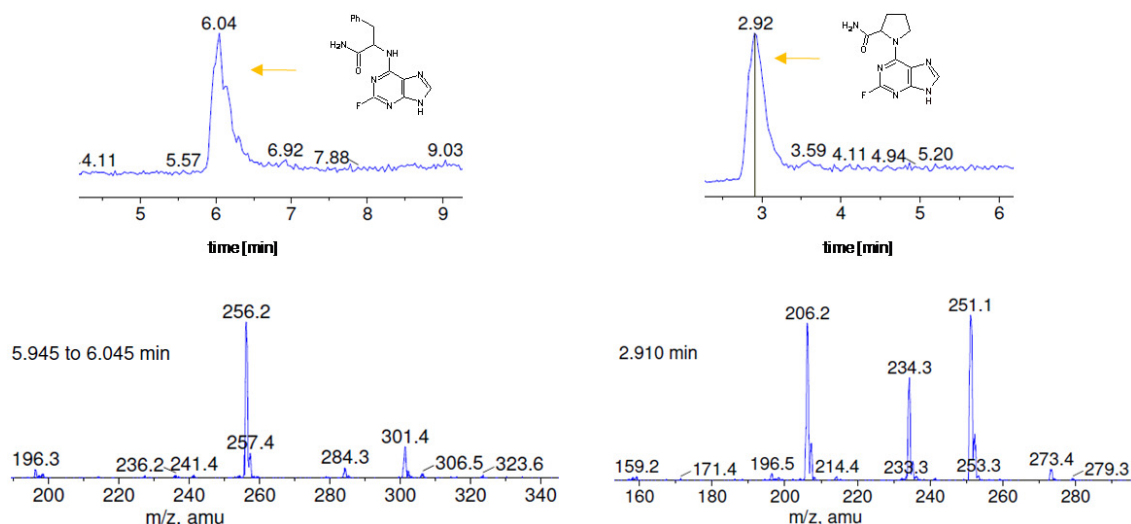 6.04
Ph
H₂N
NH
O
N
N
F
N
N
H
4.11
5.57
6.92
7.88
9.03
5
6
7
8
9
time [min]
2.92
H₂N
O
N
N
N
F
N
N
H
3.59
4.11
4.94
5.20
3
4
5
6
time [min]
256.2
5.945 to 6.045 min
257.4
196.3
236.2
241.4
284.3
301.4
306.5
323.6
200
220
240
260
280
300
320
340
m/z, amu
251.1
206.2
2.910 min
234.3
159.2
171.4
196.5
214.4
233.3
253.3
273.4
279.3
160
180
200
220
240
260
280
m/z, amu